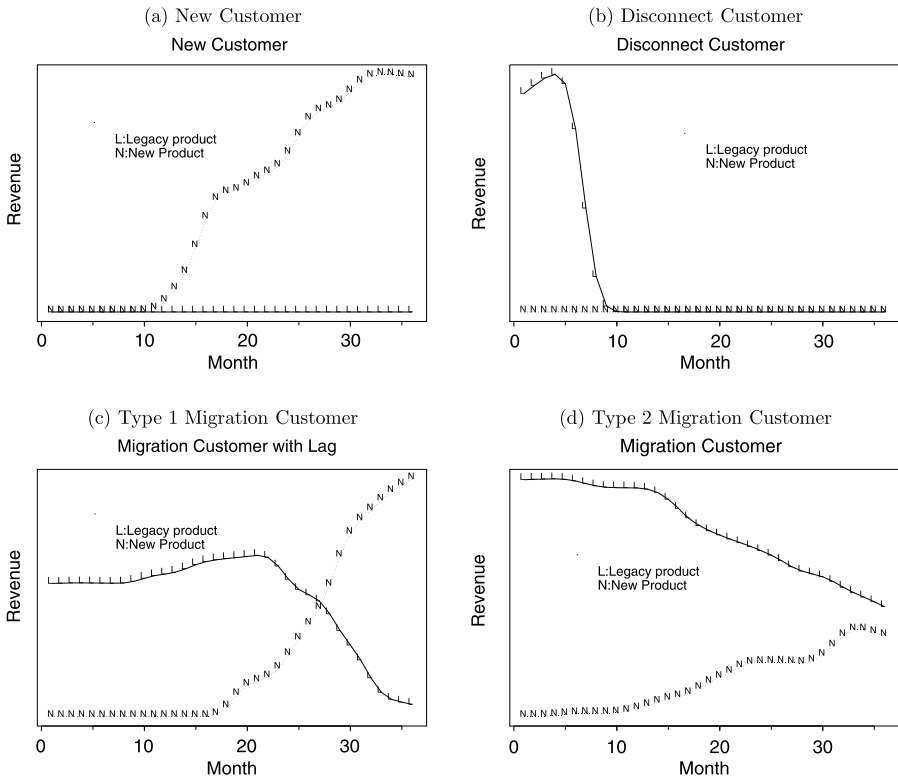 (a) New Customer
New Customer
L:Legacy product
N:New Product
Revenue
0 10 20 30
Month
(b) Disconnect Customer
Disconnect Customer
L:Legacy product
N:New Product
Revenue
0 10 20 30
Month
(c) Type 1 Migration Customer
Migration Customer with Lag
L:Legacy product
N:New Product
Revenue
0 10 20 30
Month
(d) Type 2 Migration Customer
Migration Customer
L:Legacy product
N:New Product
Revenue
0 10 20 30
Month